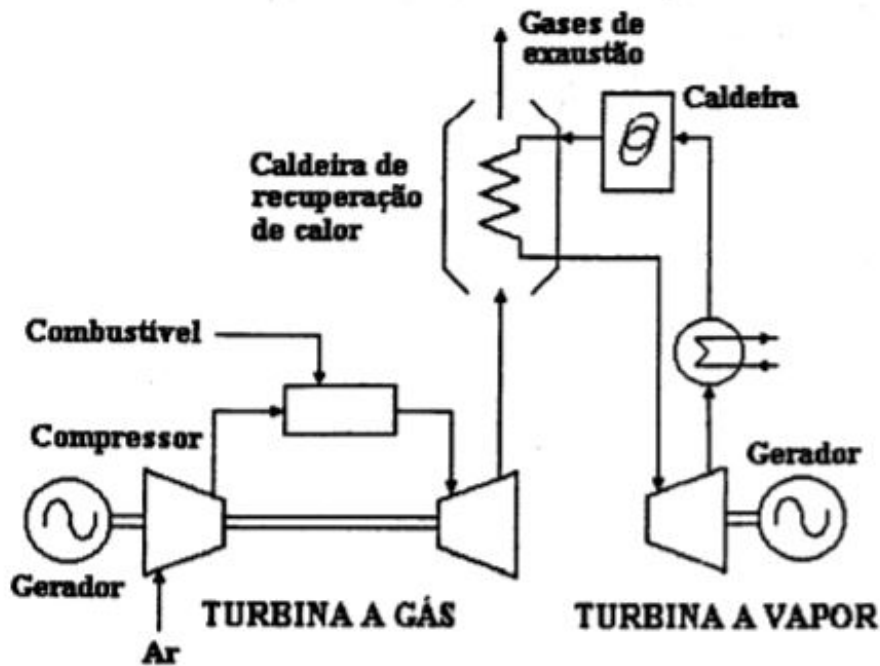 Gases de
exaustão
Caldeira
Caldeira de
recuperação
de calor
Combustível
Compressor
Gerador
Gerador
TURBINA A GÁS
TURBINA A VAPOR
Ar